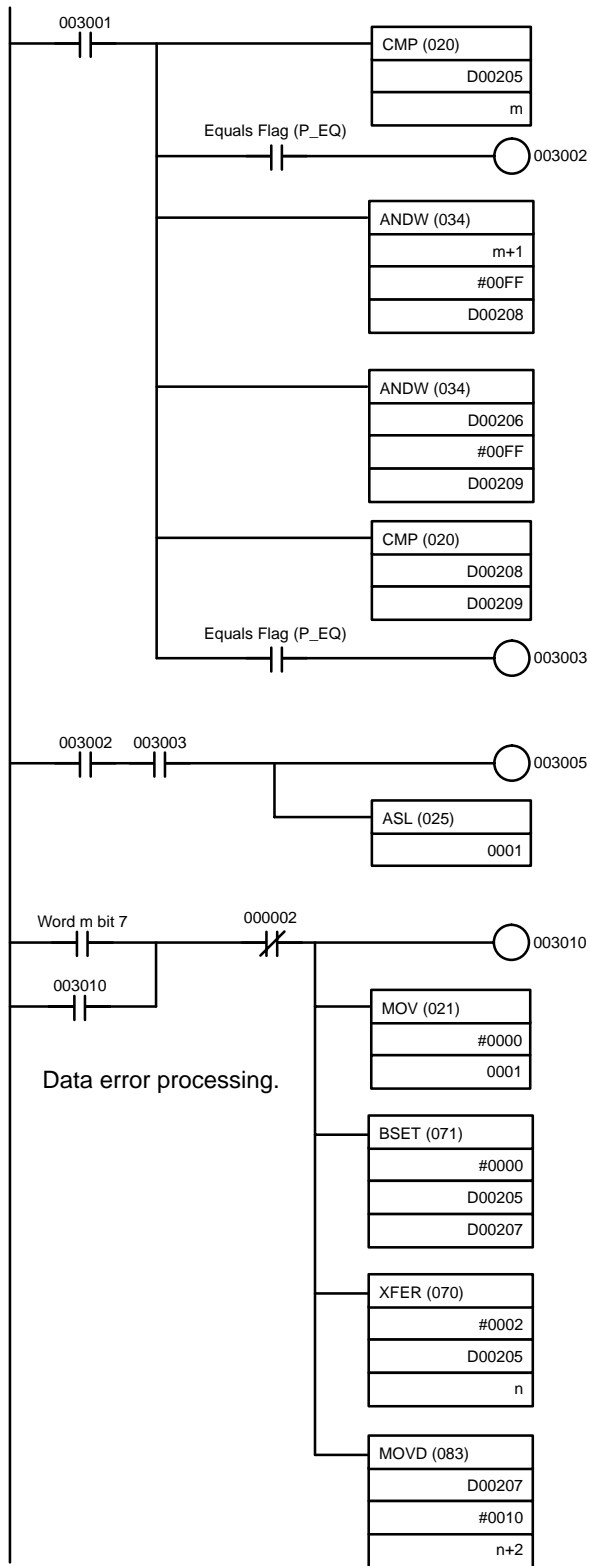 003001
CMP (020)
D00205
m
Equals Flag (P_EQ)
003002
ANDW (034)
m+1
#00FF
D00208
ANDW (034)
D00206
#00FF
D00209
CMP (020)
D00208
D00209
Equals Flag (P_EQ)
003003
003002 003003
003005
ASL (025)
0001
Word m bit 7 000002
003010
003010
MOV (021)
#0000
0001
Data error processing.
BSET (071)
#0000
D00205
D00207
XFER (070)
#0002
D00205
n
MOVD (083)
D00207
#0010
n+2